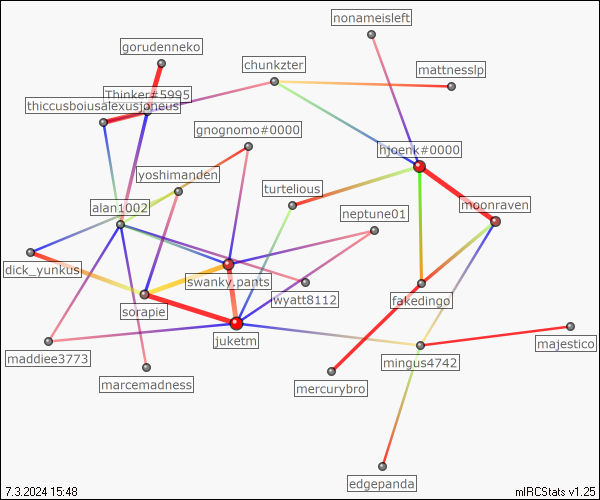 nonameisleft
gorudenneko
chunkzter
mattnesslp
Thinker#5995
thiccusboiusalexusjoneus
gnognomo#0000
hjoenk#0000
yoshimanden
turtelious
alan1002
neptune01
moonraven
dick_yunkus
swanky.pants
wyatt8112
fakedingo
sorapie
juketm
maddiee3773
mingus4742
majestico
marcemadness
mercurybro
edgepanda
7.3.2024 15:48
mIRCStats v1.25